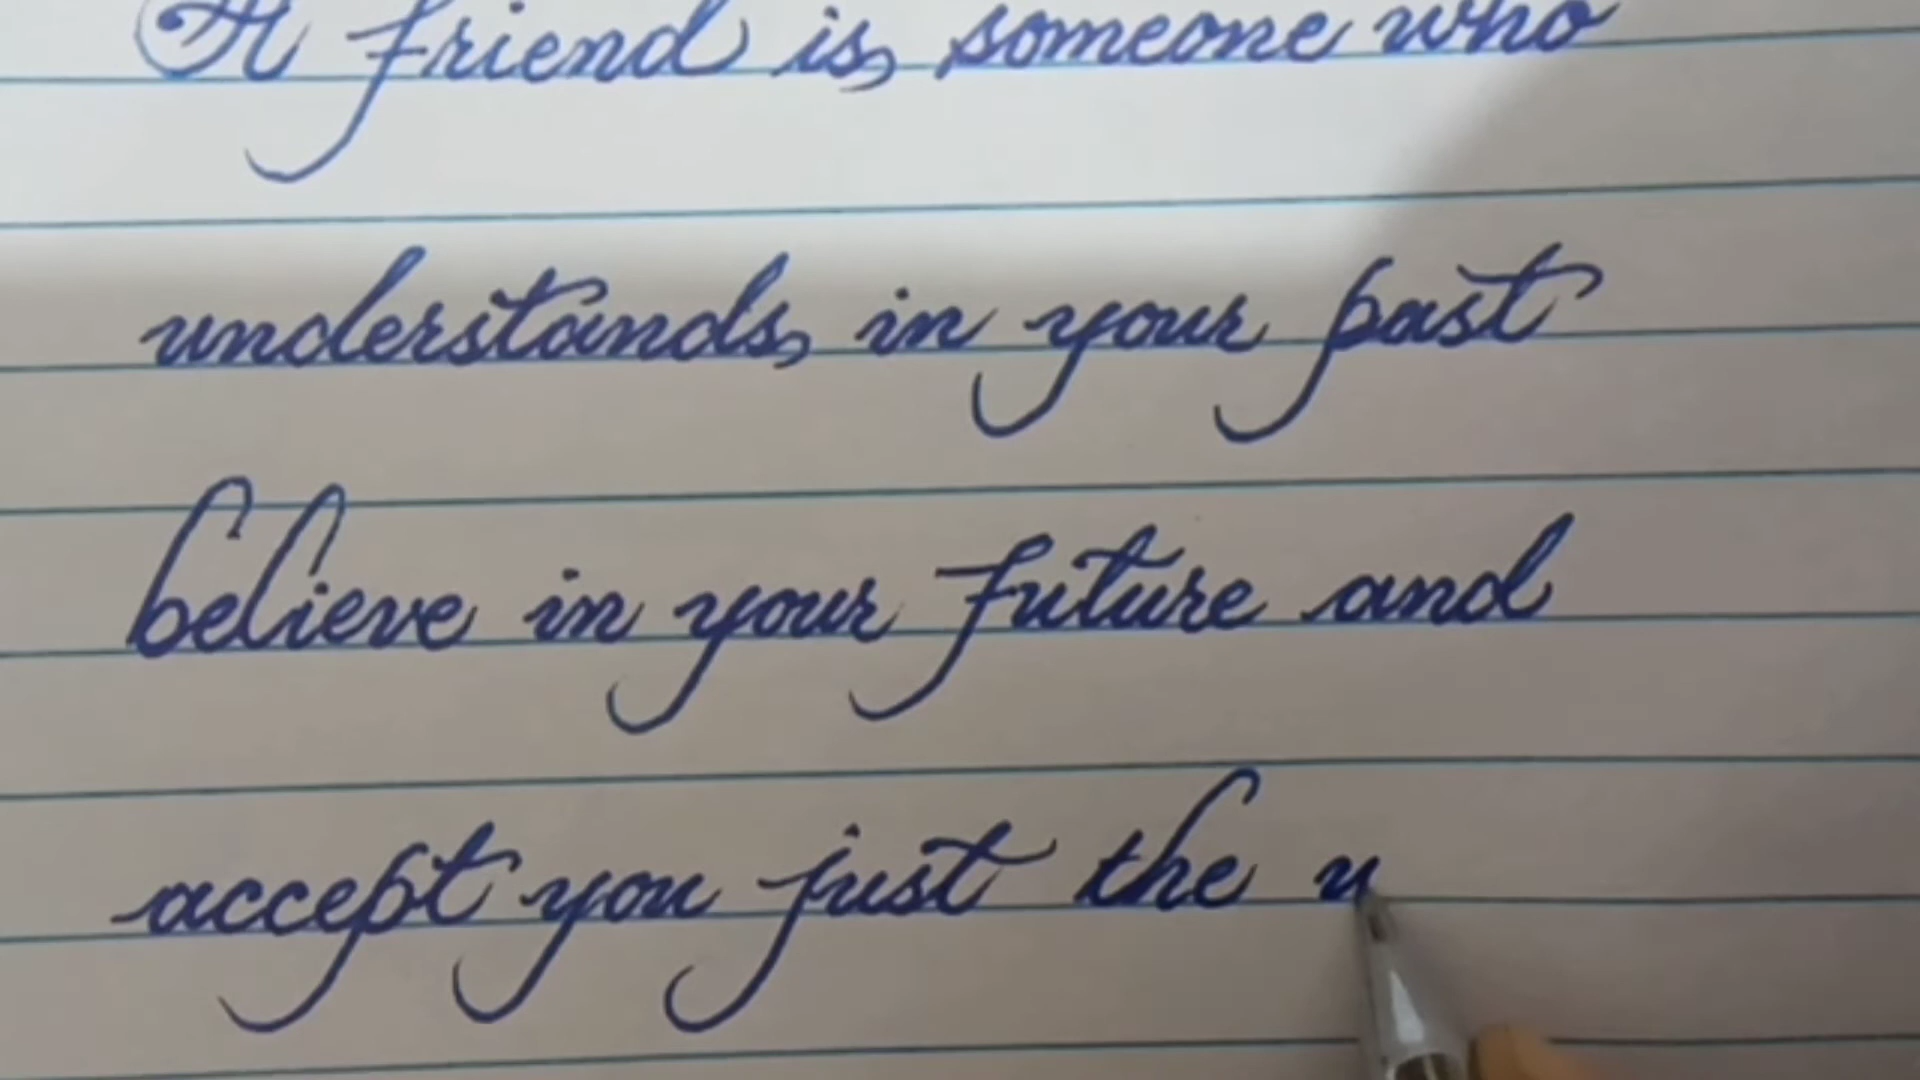 A friend is someone who
understands in your past
believe in your future and
accept you just the